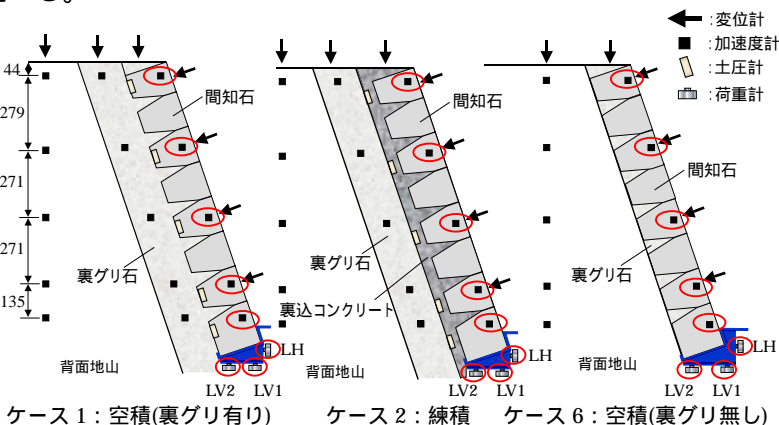 :変位計
:加速度計
:土圧計
:荷重計
44
279
271
271
135
間知石
裏グリ石
背面地山
LH
LV2 LV1
間知石
裏グリ石
裏込コンクリート
背面地山
LH
LV2 LV1
間知石
裏グリ石
背面地山
LH
LV2 LV1
ケース 1：空積(裏グリ有り)
ケース 2：練積
ケース 6：空積(裏グリ無し)